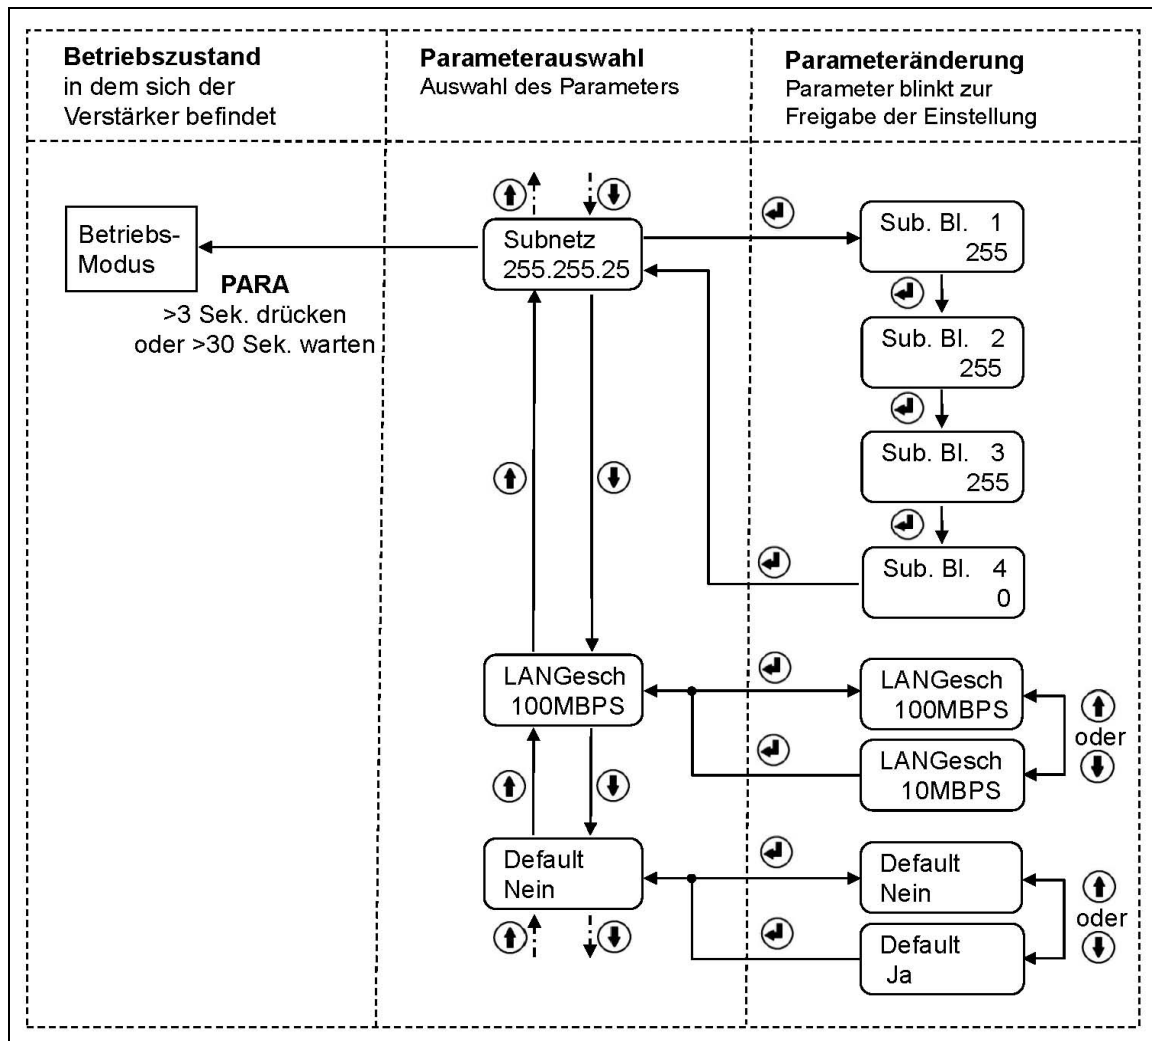 Betriebszustand
in dem sich der
Verstärker befindet
Parameterauswahl
Auswahl des Parameters
Parameteränderung
Parameter blinkt zur
Freigabe der Einstellung
Betriebs-
Modus
PARA
>3 Sek. drücken
oder >30 Sek. warten
Subnetz
255.255.25
Sub. Bl. 1
255
Sub. Bl. 2
255
Sub. Bl. 3
255
Sub. Bl. 4
0
LANGesch
100MBPS
LANGesch
100MBPS
LANGesch
10MBPS
oder
Default
Nein
Default
Nein
Default
Ja
oder